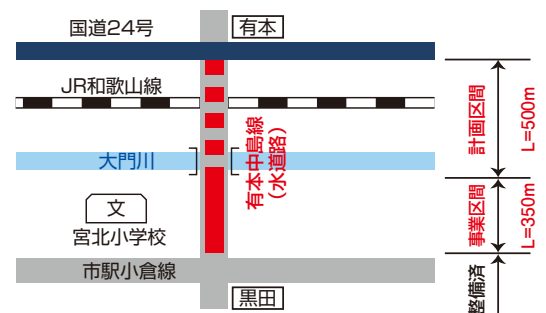 国道24号
有本
JR和歌山線
大門川
有本中島線
（水道路）
計画区間
L=500m
文
宮北小学校
事業区間
L=350m
市駅小倉線
黒田
整備済